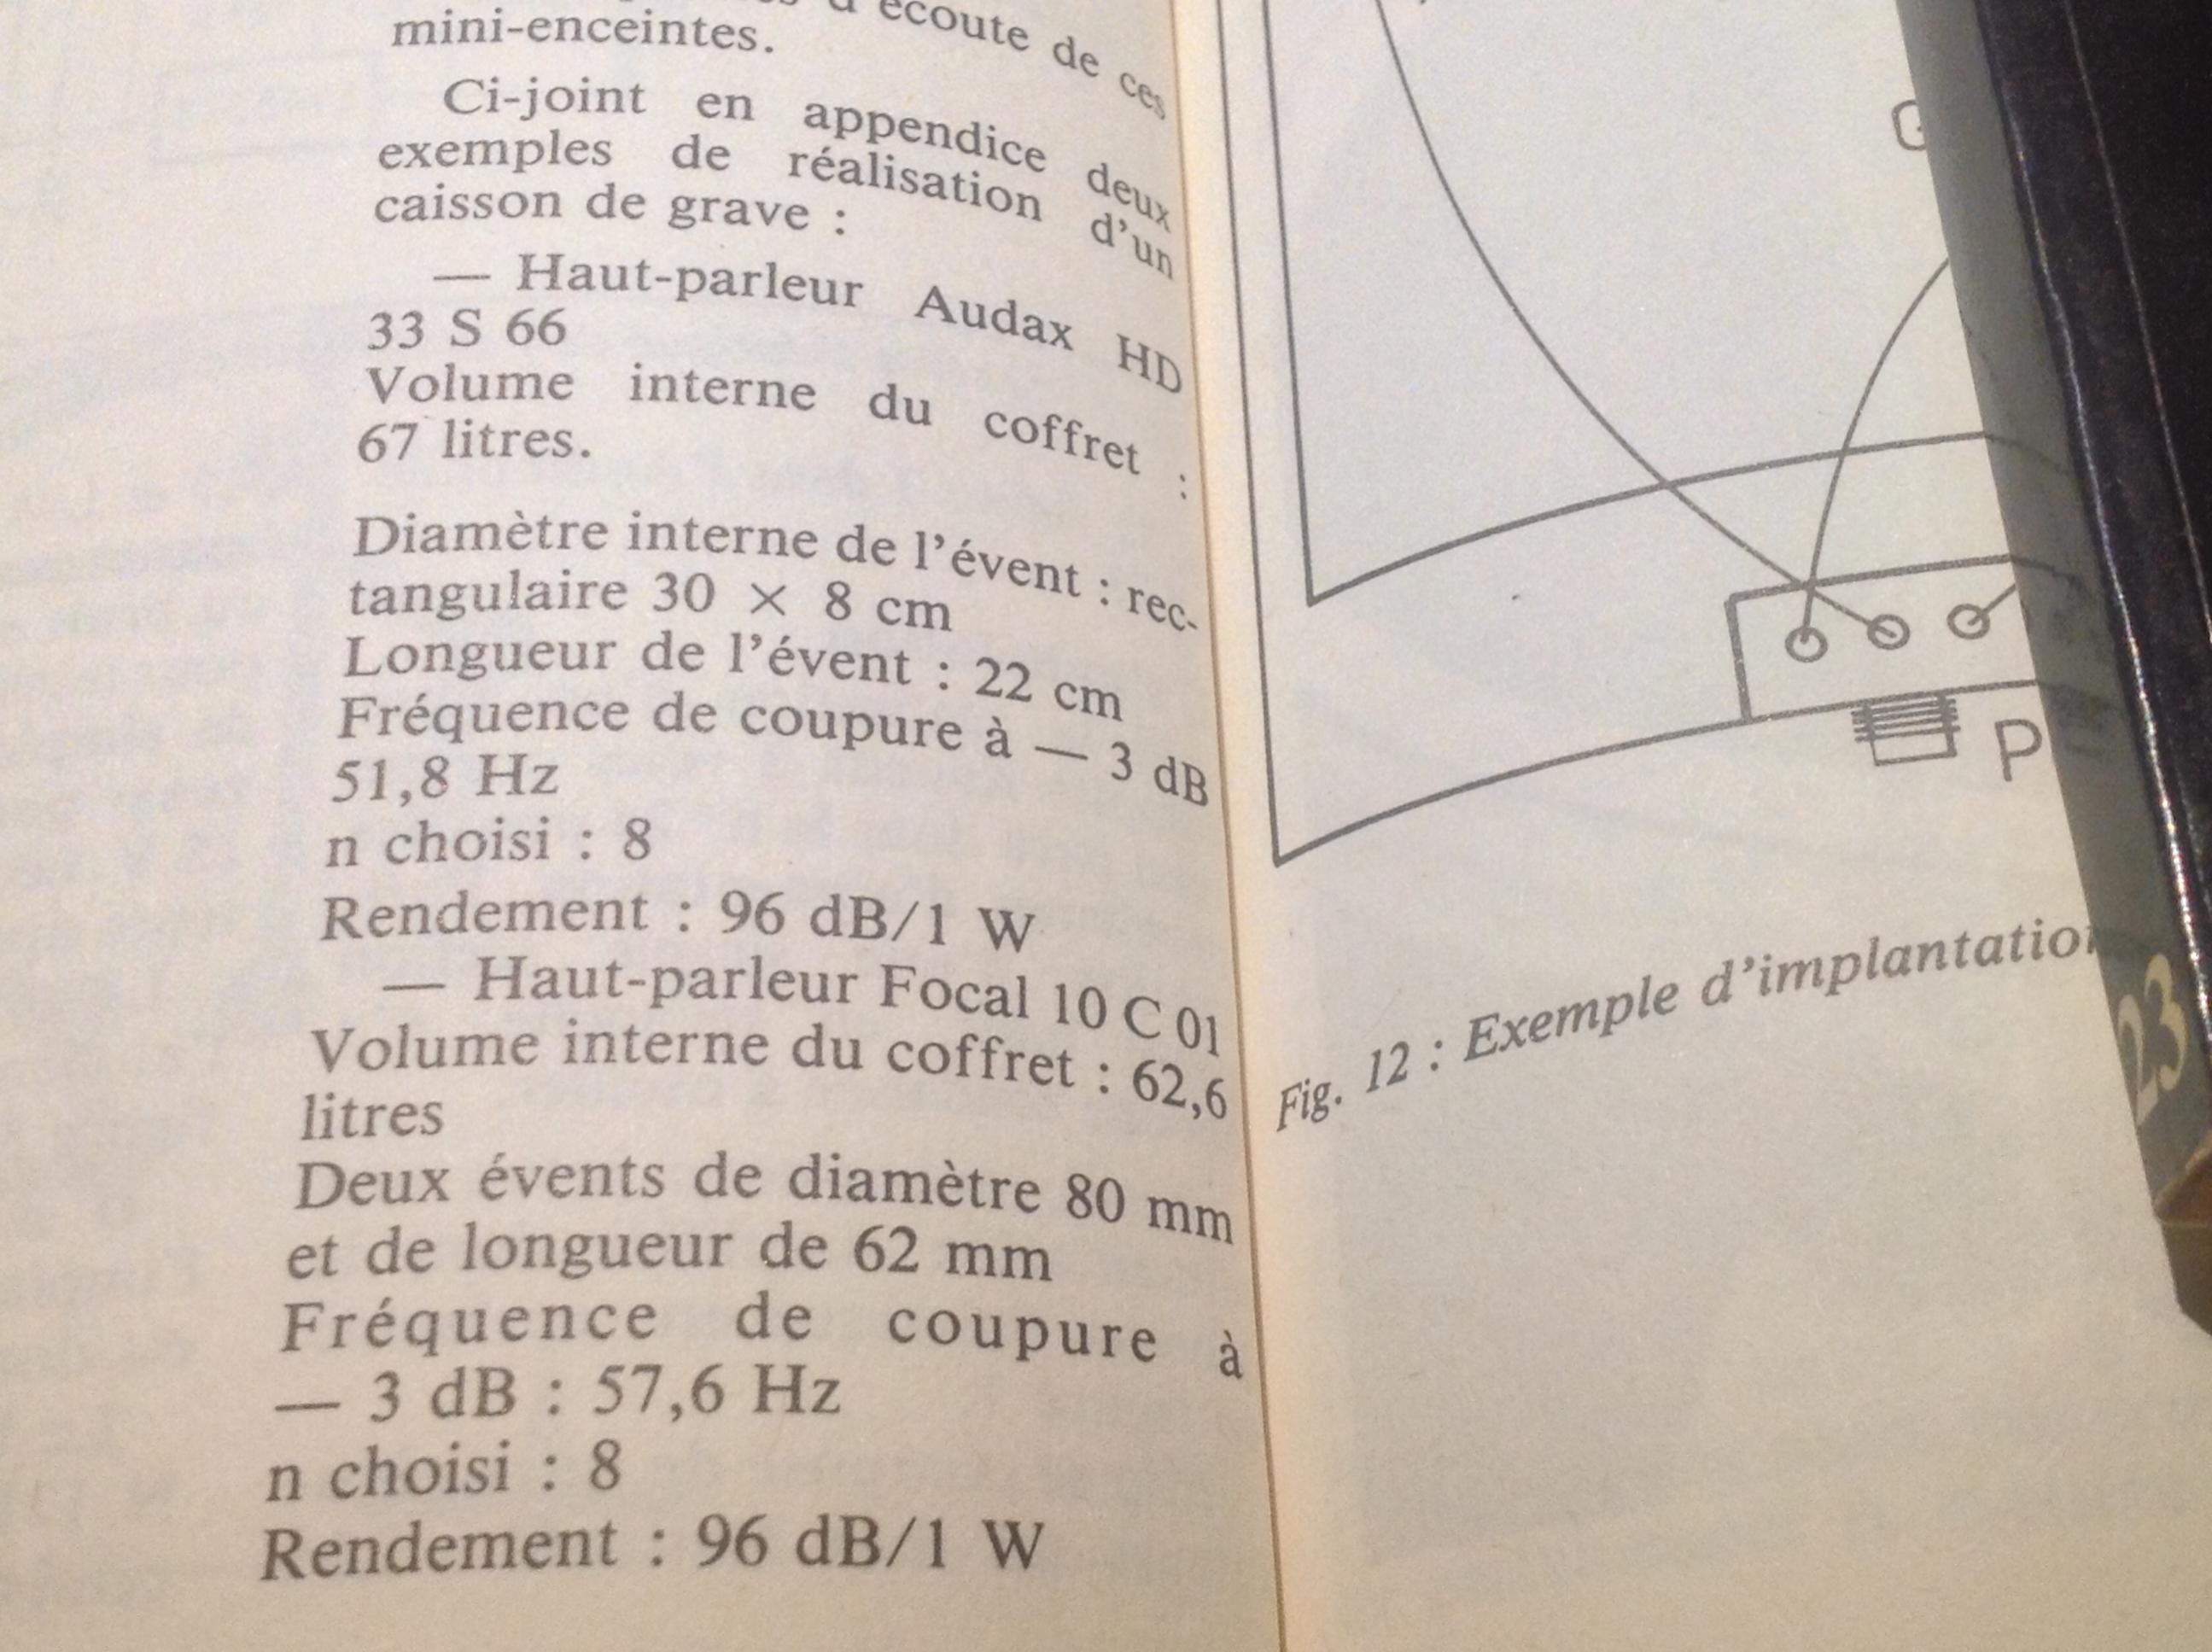 écoute de ces
mini-enceintes.
Ci-joint en appendice deux
exemples de réalisation d'un
caisson de grave :
— Haut-parleur Audax HD
33 S 66
Volume interne du coffret :
67 litres.
Diamètre interne de l'évent : rec-
tangulaire 30 × 8 cm
Longueur de l'évent : 22 cm
Fréquence de coupure à — 3 dB
51,8 Hz
n choisi : 8
Rendement : 96 dB/1 W
— Haut-parleur Focal 10 C 01
Volume interne du coffret : 62,6
litres
Deux évents de diamètre 80 mm
et de longueur de 62 mm
Fréquence de coupure à
— 3 dB : 57,6 Hz
n choisi : 8
Rendement : 96 dB/1 W
G
P
Fig. 12 : Exemple d'implantation
23